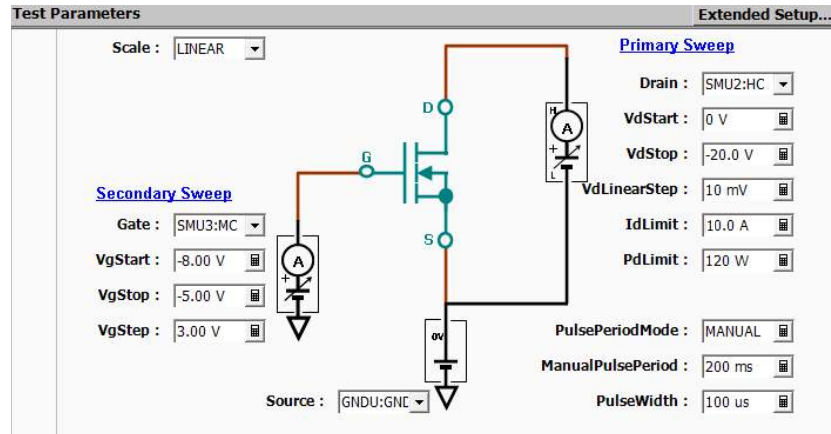 Test Parameters
Extended Setup...
Scale : LINEAR
Primary Sweep
Drain : SMU2:HC
VdStart : 0 V
VdStop : -20.0 V
VdLinearStep : 10 mV
IdLimit : 10.0 A
PdLimit : 120 W
D
G
S
A
+
L
Secondary Sweep
Gate : SMU3:MC
VgStart : -8.00 V
VgStop : -5.00 V
VgStep : 3.00 V
A
+
0V
PulsePeriodMode : MANUAL
ManualPulsePeriod : 200 ms
PulseWidth : 100 us
Source : GNDU:GND